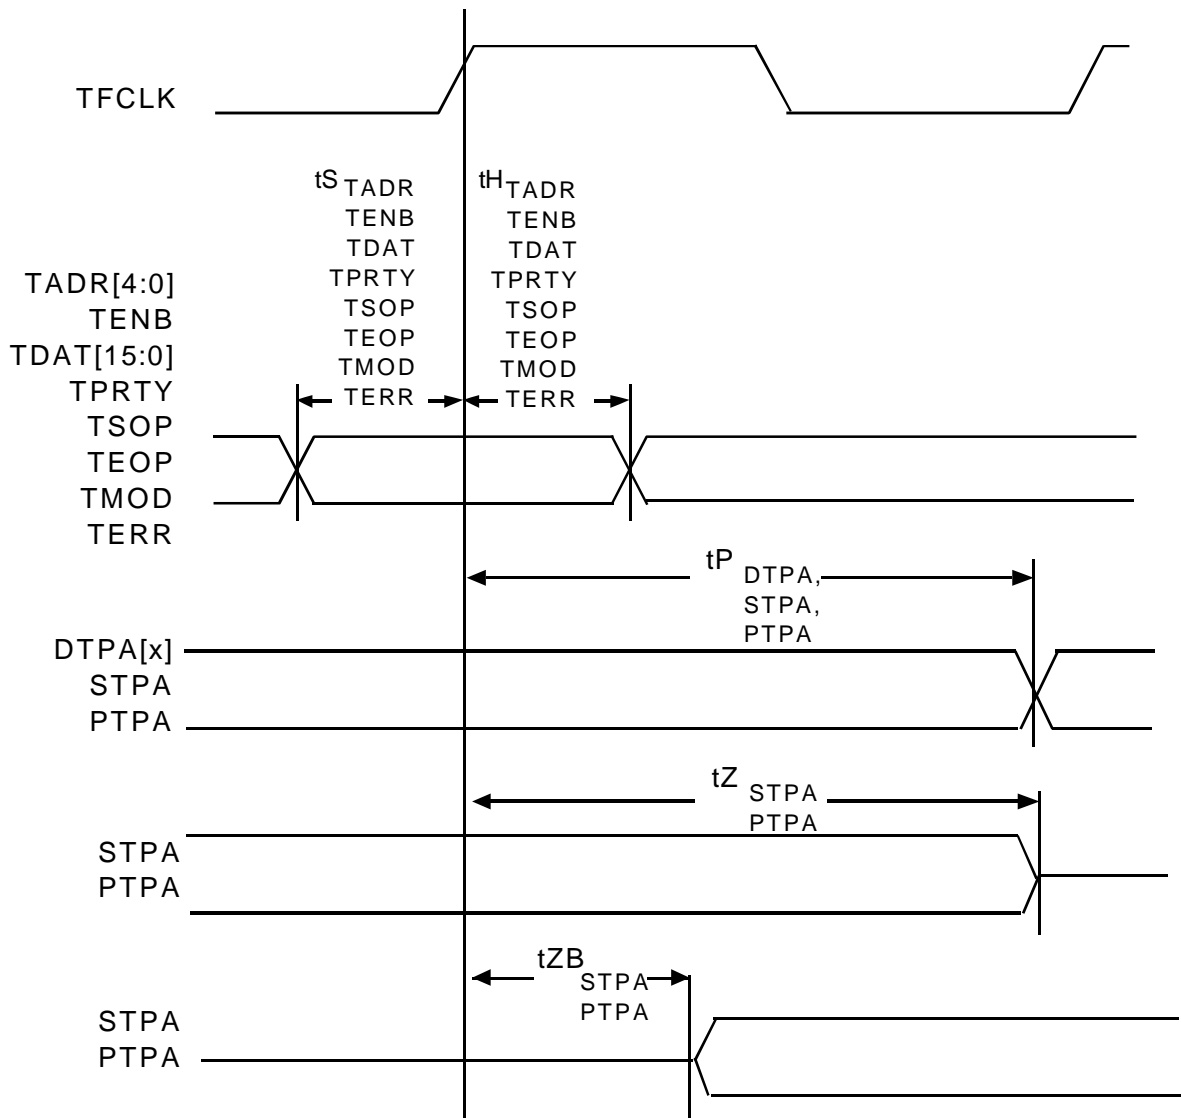 TFCLK
tS TADR
TENB
TDAT
TPRTY
TSOP
TEOP
TMOD
TERR
tH TADR
TENB
TDAT
TPRTY
TSOP
TEOP
TMOD
TERR
TADR[4:0]
TENB
TDAT[15:0]
TPRTY
TSOP
TEOP
TMOD
TERR
tP DTPA,
STPA,
PTPA
DTPA[x]
STPA
PTPA
tZ STPA
PTPA
STPA
PTPA
tZB STPA
PTPA
STPA
PTPA